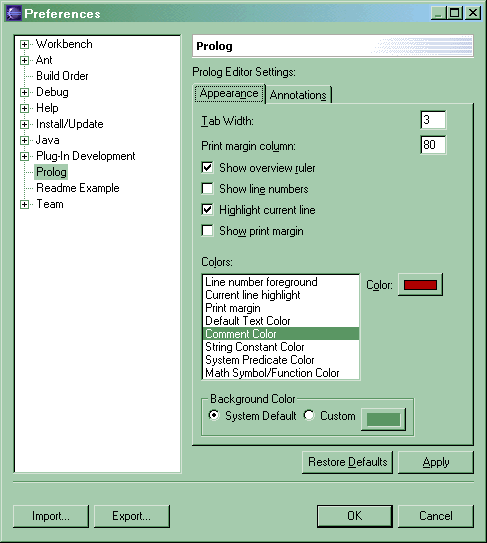 Preferences
Workbench
Ant
Build Order
Debug
Help
Install/Update
Java
Plug-In Development
Prolog
Readme Example
Team
Prolog
Prolog Editor Settings:
Appearance Annotations
Tab Width: 3
Print margin column: 80
Show overview ruler
Show line numbers
Highlight current line
Show print margin
Colors:
Line number foreground
Current line highlight
Print margin
Default Text Color
Comment Color
String Constant Color
System Predicate Color
Math Symbol/Function Color
Color:
Background Color
System Default Custom
Restore Defaults Apply
Import... Export... OK Cancel